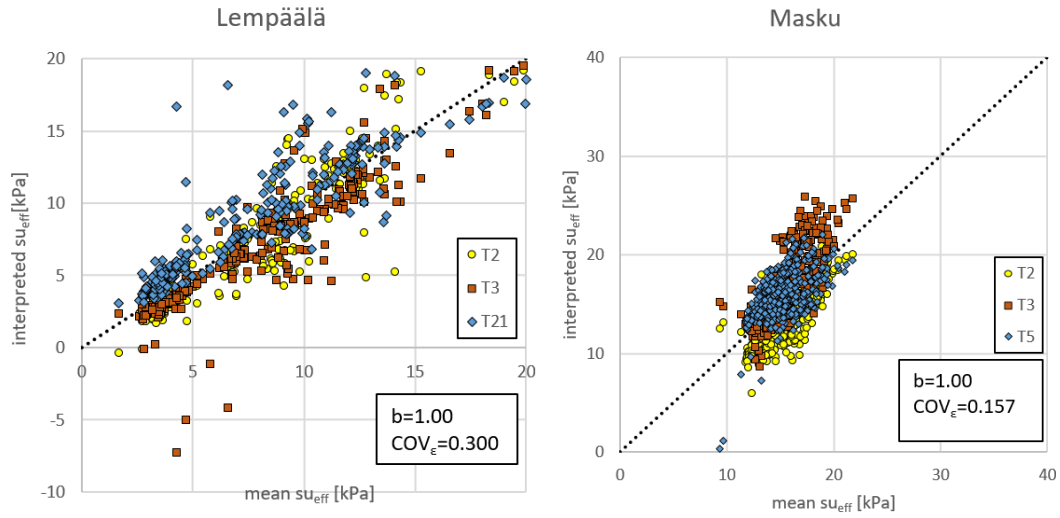 Lempäälä
interpreted su_eff[kPa]
20
15
10
5
0
-5
-10
0
5
10
15
20
T2
T3
T21
b=1.00
COV_ε=0.300
mean su_eff [kPa]
Masku
interpreted su_eff [kPa]
40
30
20
10
0
0
10
20
30
40
T2
T3
T5
b=1.00
COV_ε=0.157
mean su_eff [kPa]